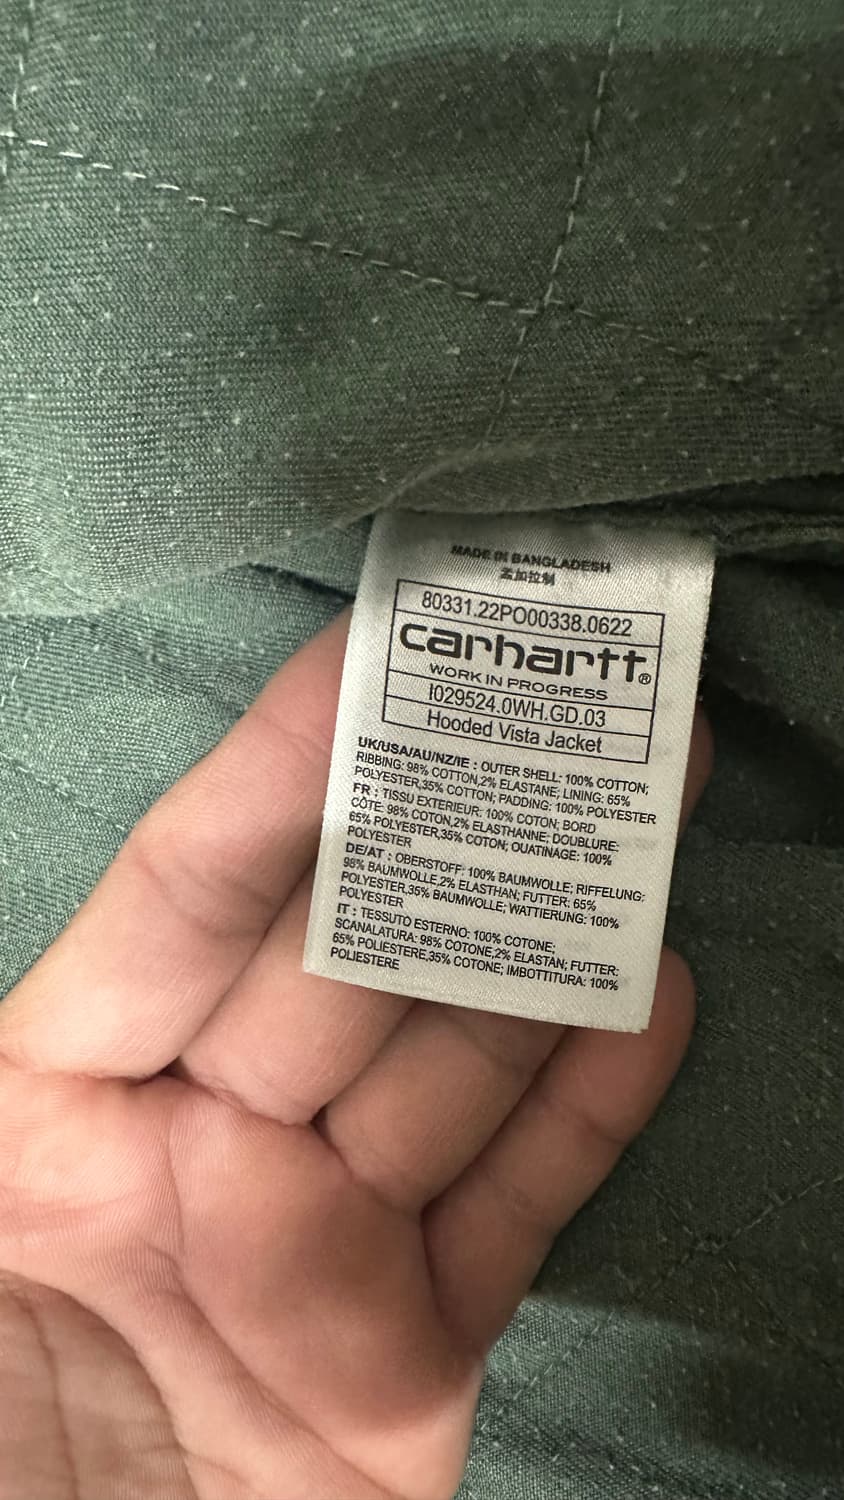 MADE IN BANGLADESH
孟加拉制
80331.22PO00338.0622
carhartt®
WORK IN PROGRESS
I029524.0WH.GD.03
Hooded Vista Jacket
UK/USA/AU/NZ/IE : OUTER SHELL: 100% COTTON;
RIBBING: 98% COTTON,2% ELASTANE; LINING: 65%
POLYESTER,35% COTTON; PADDING: 100% POLYESTER
FR : TISSU EXTERIEUR: 100% COTON; BORD
CÔTE: 98% COTON,2% ELASTHANNE; DOUBLURE:
65% POLYESTER,35% COTON; OUATINAGE: 100%
POLYESTER
DE/AT : OBERSTOFF: 100% BAUMWOLLE; RIFFELUNG:
98% BAUMWOLLE,2% ELASTHAN; FUTTER: 65%
POLYESTER,35% BAUMWOLLE; WATTIERUNG: 100%
POLYESTER
IT : TESSUTO ESTERNO: 100% COTONE;
SCANALATURA: 98% COTONE,2% ELASTAN; FUTTER:
65% POLIESTERE,35% COTONE; IMBOTTITURA: 100%
POLIESTERE